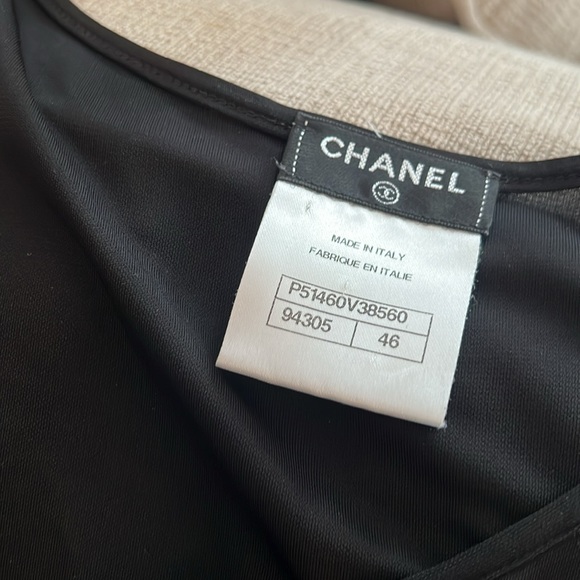 CHANEL
MADE IN ITALY
FABRIQUE EN ITALIE
P51460V38560
94305 46